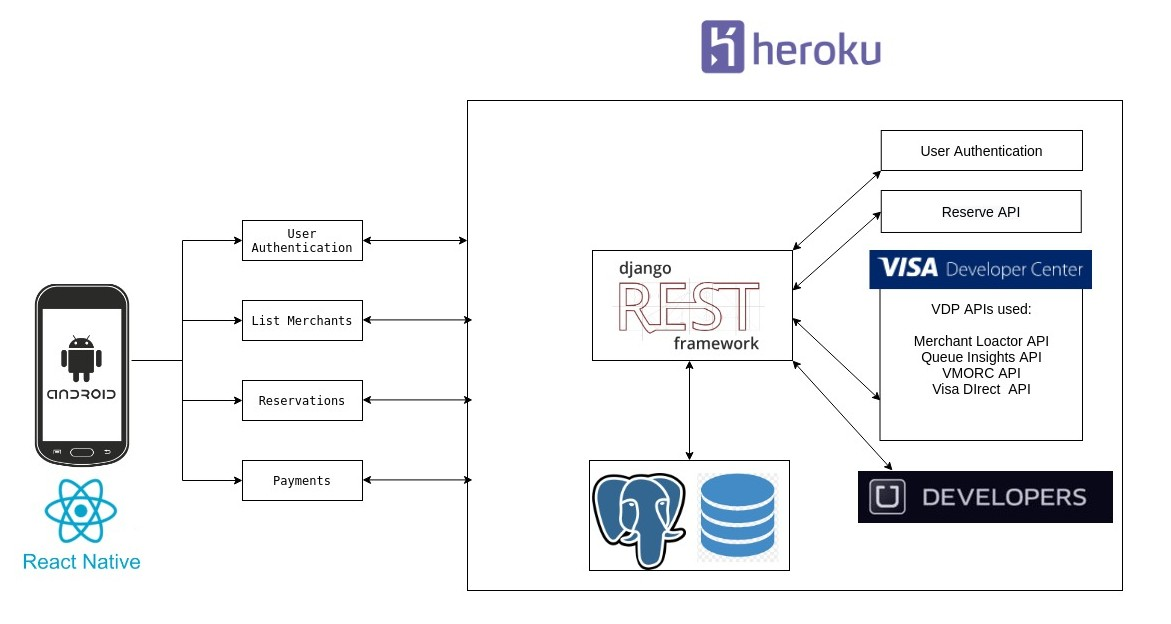 heroku
User Authentication
Reserve API
VISA Developer Center
VDP APIs used:
Merchant Loactor API
Queue Insights API
VMORC API
Visa DIrect API
DEVELOPERS
django
REST
framework
User
Authentication
List Merchants
Reservations
Payments
ANDROID
React Native